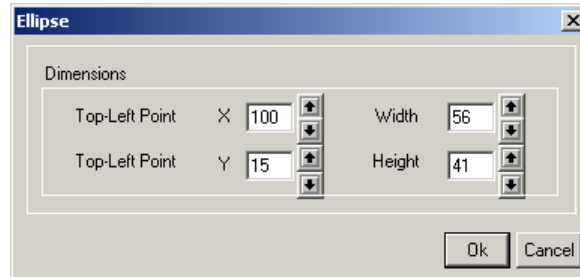 Ellipse
Dimensions
Top-Left Point X 100 Width 56
Top-Left Point Y 15 Height 41
Ok Cancel